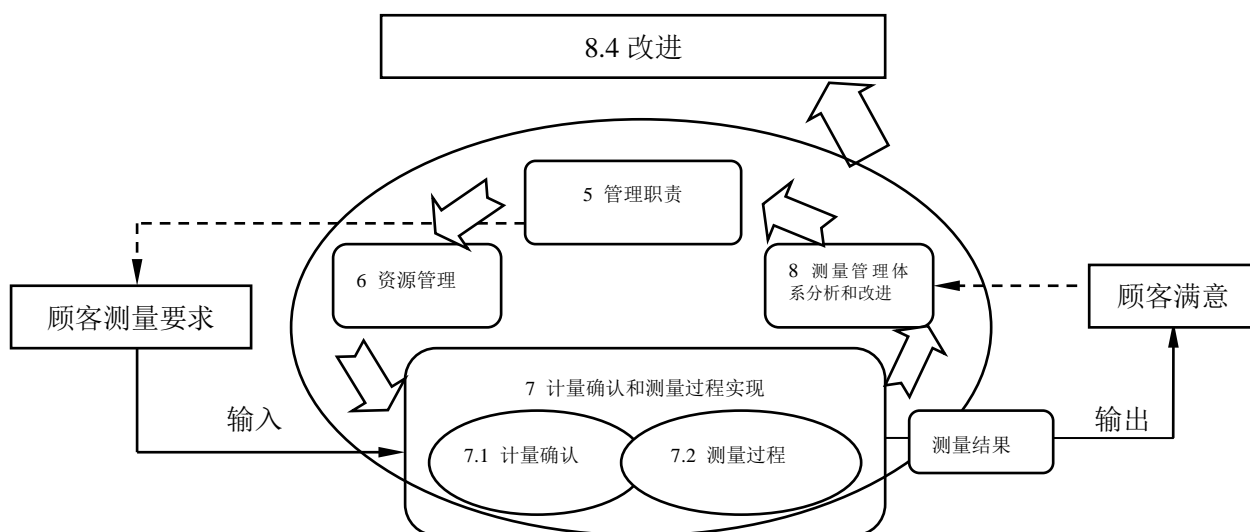 8.4 改进
5 管理职责
6 资源管理
8 测量管理体
系分析和改进
顾客测量要求
顾客满意
7 计量确认和测量过程实现
输入
7.1 计量确认
7.2 测量过程
测量结果
输出